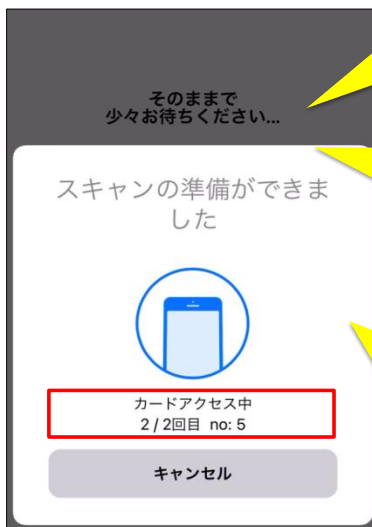 そのままで
少々お待ちください...
スキャンの準備ができま
した
カードアクセス中
2 / 2回目 no: 5
キャンセル